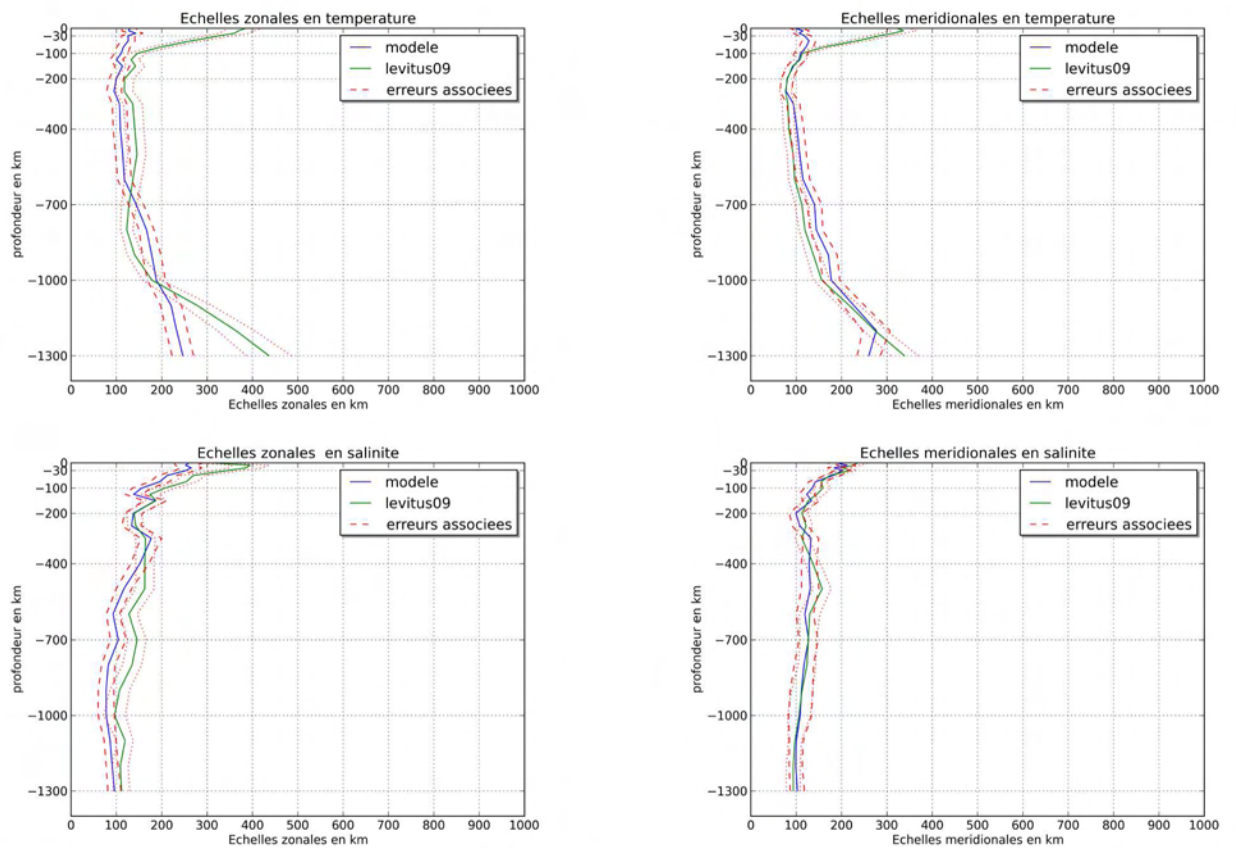 Echelles zonales en temperature
0
−30
−100
−200
−400
−700
−1000
−1300
profondeur en km
modele
levitus09
erreurs associees
0 100 200 300 400 500 600 700 800 900 1000
Echelles zonales en km
Echelles meridionales en temperature
0
−30
−100
−200
−400
−700
−1000
−1300
profondeur en km
modele
levitus09
erreurs associees
0 100 200 300 400 500 600 700 800 900 1000
Echelles meridionales en km
Echelles zonales en salinite
0
−30
−100
−200
−400
−700
−1000
−1300
profondeur en km
modele
levitus09
erreurs associees
0 100 200 300 400 500 600 700 800 900 1000
Echelles zonales en km
Echelles meridionales en salinite
0
−30
−100
−200
−400
−700
−1000
−1300
profondeur en km
modele
levitus09
erreurs associees
0 100 200 300 400 500 600 700 800 900 1000
Echelles meridionales en km